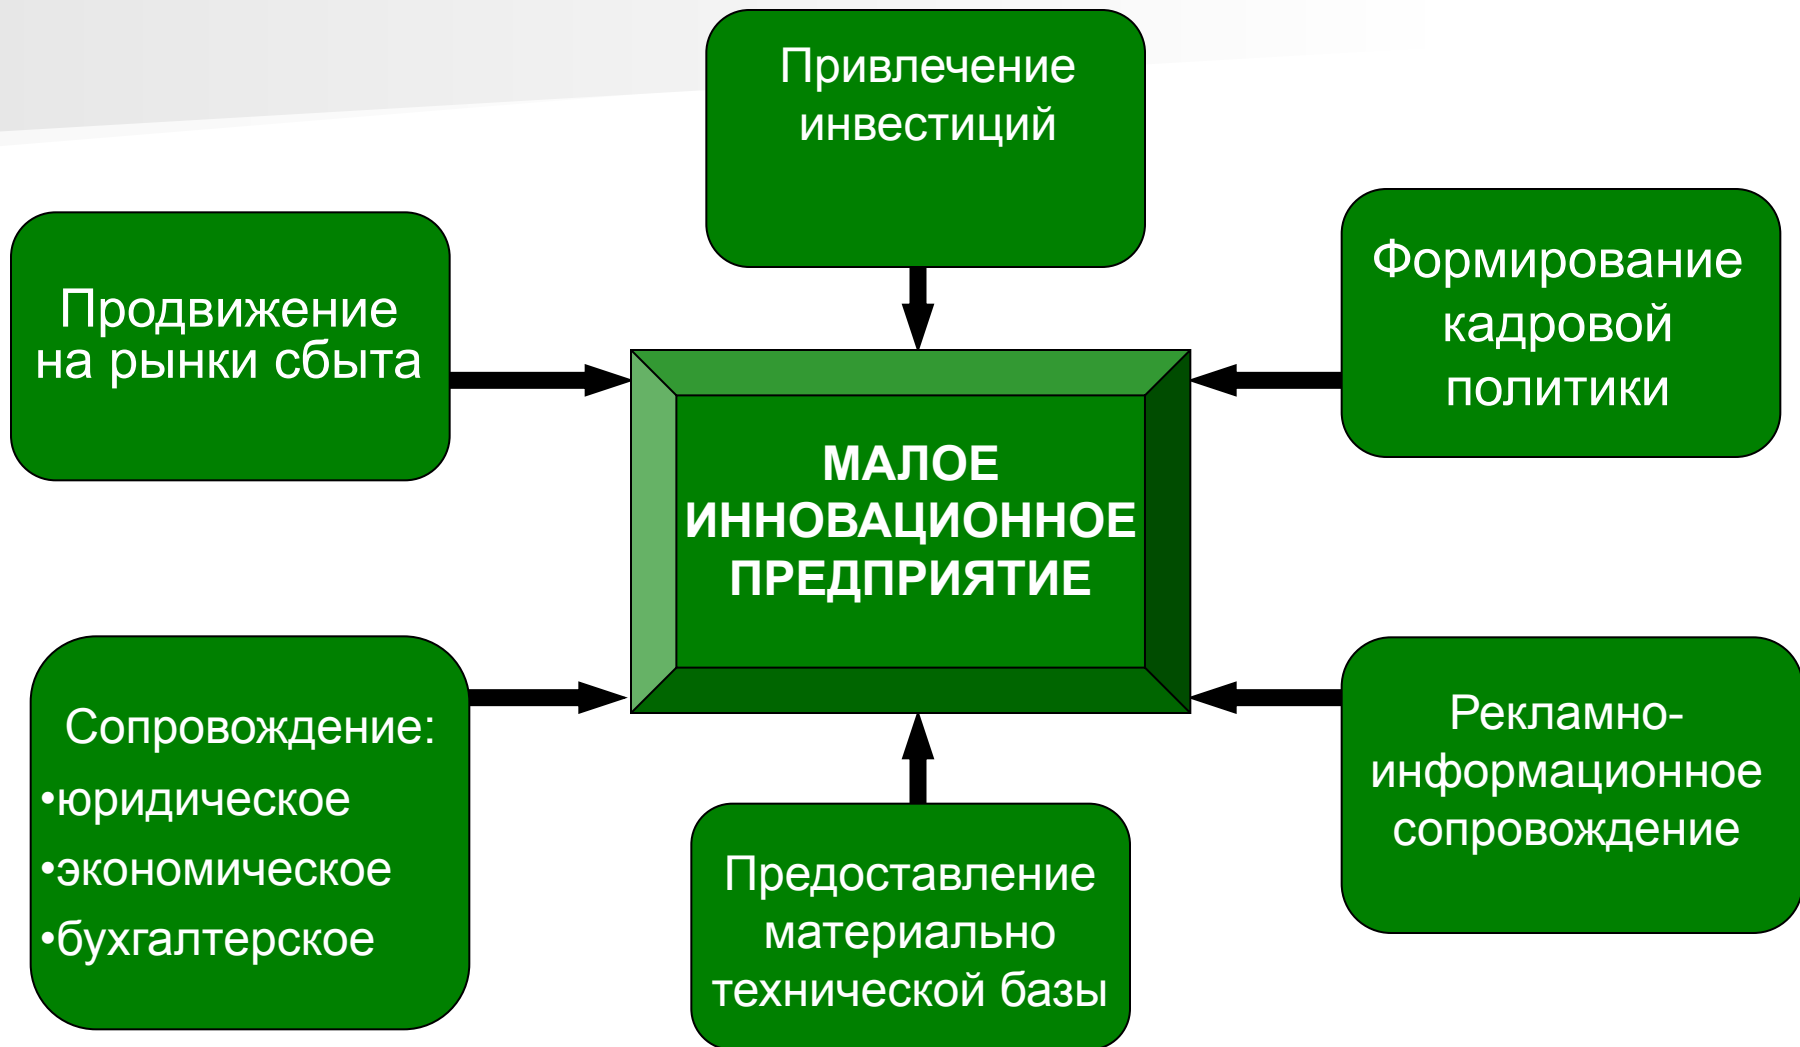 Привлечение
инвестиций
Продвижение
на рынки сбыта
Формирование
кадровой
политики
МАЛОЕ
ИННОВАЦИОННОЕ
ПРЕДПРИЯТИЕ
Сопровождение:
•юридическое
•экономическое
•бухгалтерское
Предоставление
материально
технической базы
Рекламно-
информационное
сопровождение